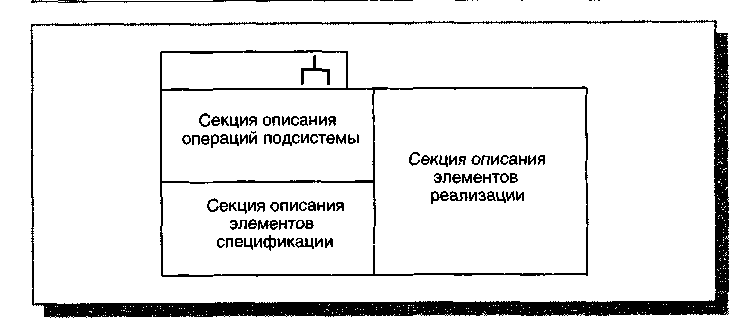 Секция описания
операций подсистемы
Секция описания
элементов
спецификации
Секция описания
элементов
реализации